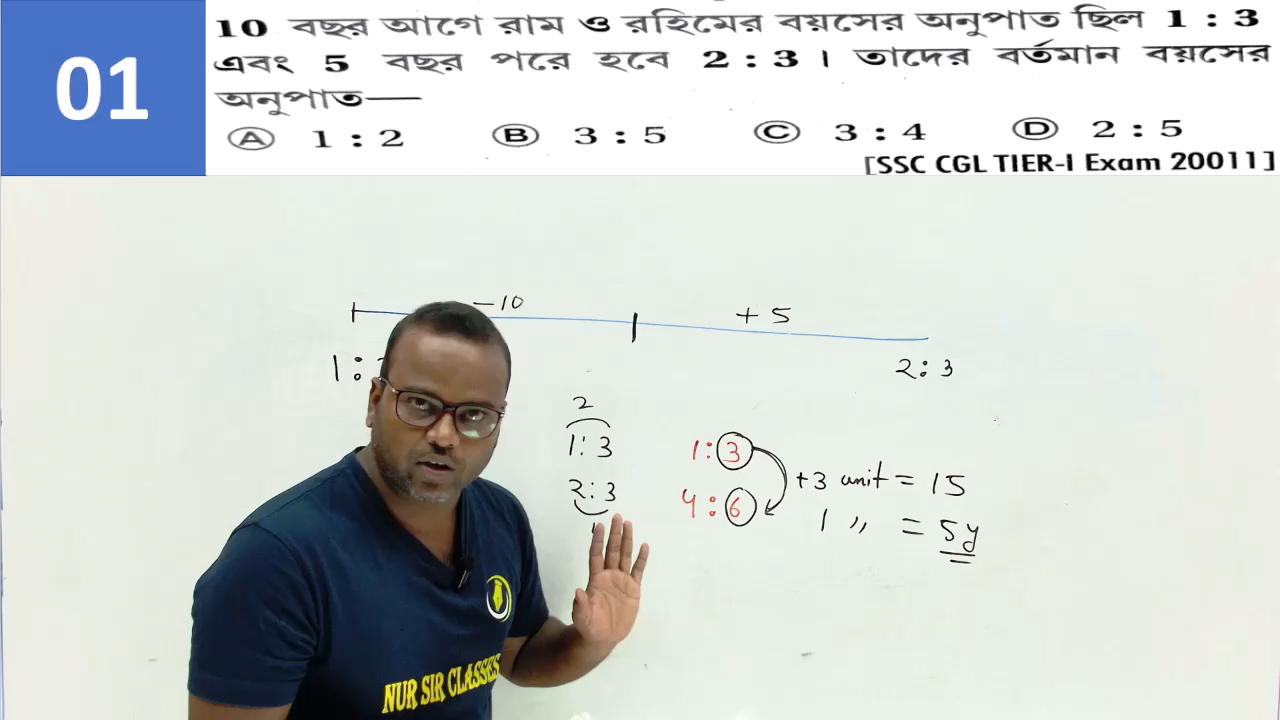 01
10 বছর আগে রাম ও রহিমের বয়সের অনুপাত ছিল 1 : 3
এবং 5 বছর পরে হবে 2 : 3 । তাদের বর্তমান বয়সের
অনুপাত—
Ⓐ 1 : 2 Ⓑ 3 : 5 Ⓒ 3 : 4 Ⓓ 2 : 5
[SSC CGL TIER-I Exam 20011]
−10 + 5
1 : 2 : 3
2
1 : 3 1 : 3
+3 unit = 15
2 : 3 4 : 6
1 〃 = 5y
NUR SIR CLASSES